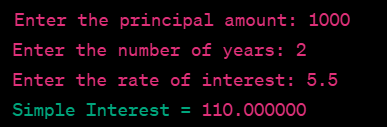 Enter the principal amount: 1000
Enter the number of years: 2
Enter the rate of interest: 5.5
Simple Interest = 110.000000